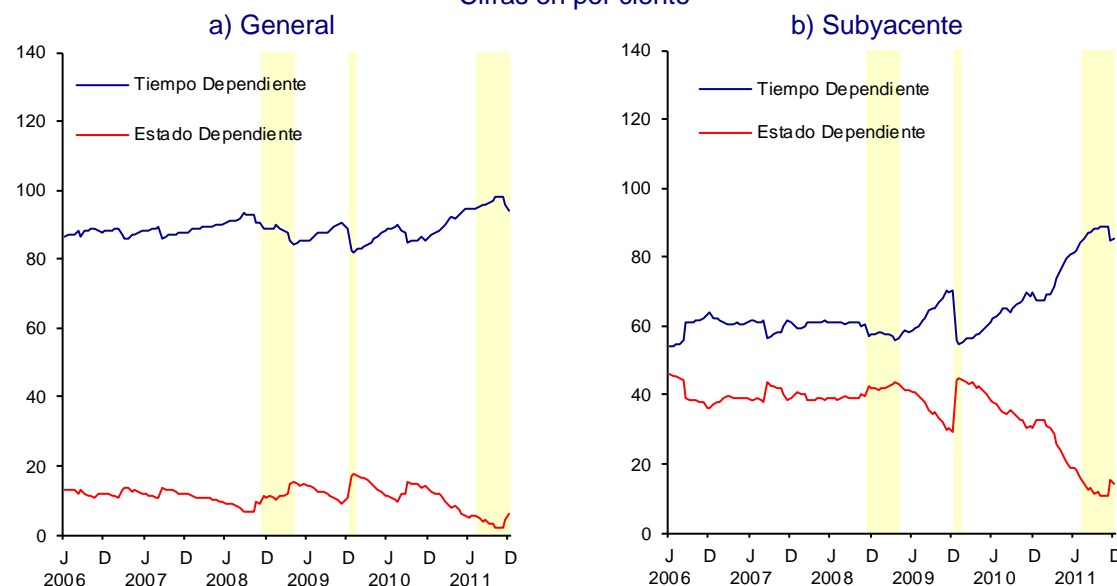 Cifras en por ciento
a) General
140
120
100
80
60
40
20
0
Tiempo Dependiente
Estado Dependiente
J D J D J D J D J D
2006 2007 2008 2009 2010 2011
b) Subyacente
140
120
100
80
60
40
20
0
Tiempo Dependiente
Estado Dependiente
J D J D J D J D J D
2006 2007 2008 2009 2010 2011